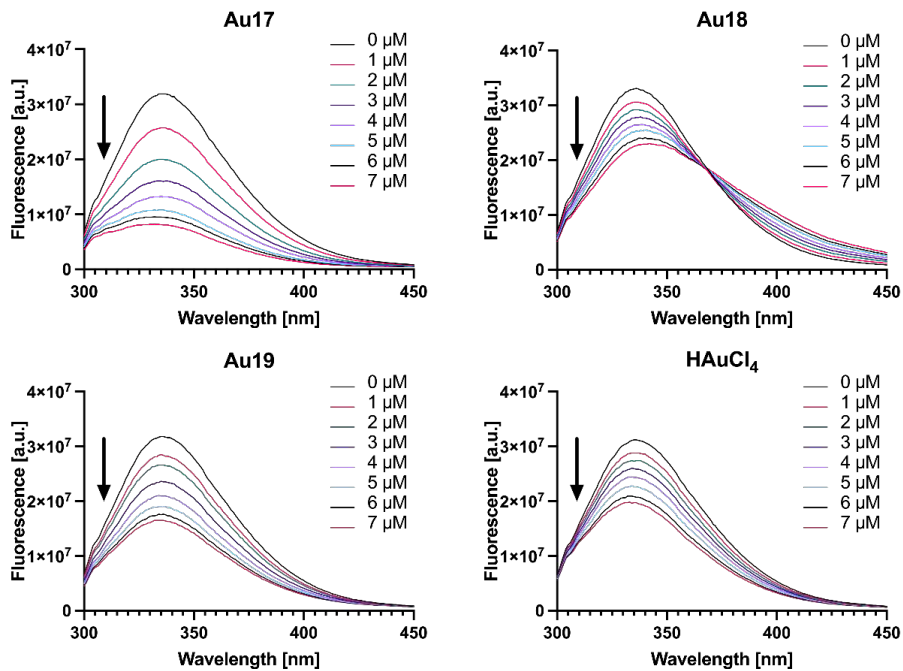 Au17
Fluorescence [a.u.]
4×10⁷
3×10⁷
2×10⁷
1×10⁷
0
300
350
400
450
Wavelength [nm]
0 µM
1 µM
2 µM
3 µM
4 µM
5 µM
6 µM
7 µM
Au18
Fluorescence [a.u.]
4×10⁷
3×10⁷
2×10⁷
1×10⁷
0
300
350
400
450
Wavelength [nm]
0 µM
1 µM
2 µM
3 µM
4 µM
5 µM
6 µM
7 µM
Au19
Fluorescence [a.u.]
4×10⁷
3×10⁷
2×10⁷
1×10⁷
0
300
350
400
450
Wavelength [nm]
0 µM
1 µM
2 µM
3 µM
4 µM
5 µM
6 µM
7 µM
HAuCl₄
Fluorescence [a.u.]
4×10⁷
3×10⁷
2×10⁷
1×10⁷
0
300
350
400
450
Wavelength [nm]
0 µM
1 µM
2 µM
3 µM
4 µM
5 µM
6 µM
7 µM